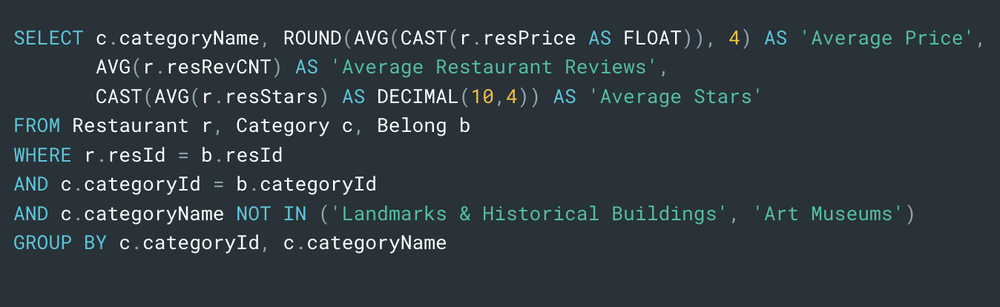 SELECT c.categoryName, ROUND(AVG(CAST(r.resPrice AS FLOAT)), 4) AS 'Average Price',
AVG(r.resRevCNT) AS 'Average Restaurant Reviews',
CAST(AVG(r.resStars) AS DECIMAL(10,4)) AS 'Average Stars'
FROM Restaurant r, Category c, Belong b
WHERE r.resId = b.resId
AND c.categoryId = b.categoryId
AND c.categoryName NOT IN ('Landmarks & Historical Buildings', 'Art Museums')
GROUP BY c.categoryId, c.categoryName